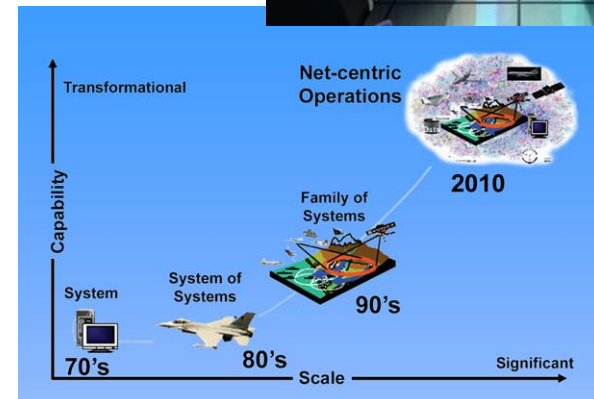 Transformational
Net-centric
Operations
2010
Family of
Systems
90's
System of
Systems
80's
System
70's
Capability
Scale
Significant